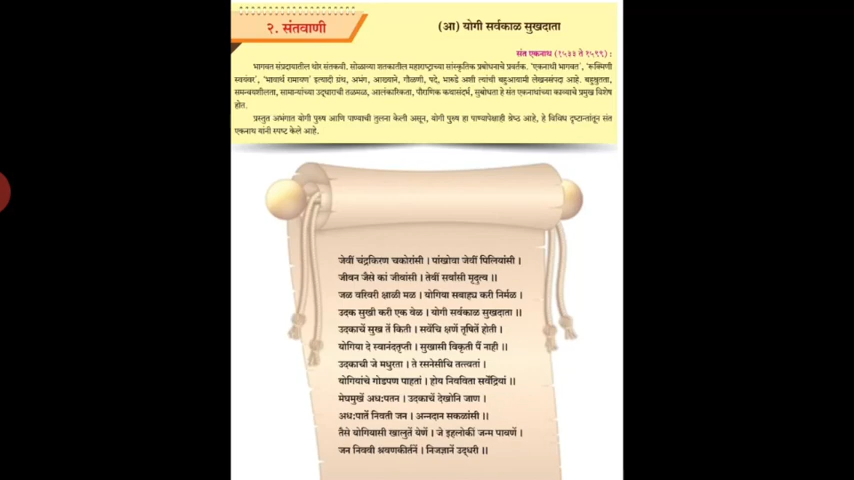 २. संतवाणी
(आ) योगी सर्वकाळ सुखदाता
संत एकनाथ (१५३३ ते १५९९) :
भागवत संप्रदायातील थोर संतकवी. सोळाव्या शतकातील महाराष्ट्राच्या सांस्कृतिक प्रबोधनाचे प्रवर्तक. 'एकनाथी भागवत', 'रुक्मिणी
स्वयंवर', 'भावार्थ रामायण' इत्यादी ग्रंथ, अभंग, आख्याने, गौळणी, पदे, भारुडे अशी त्यांची बहुआयामी लेखनसंपदा आहे. बहुश्रुतता,
समन्वयशीलता, सामान्यांच्या उद्धाराची तळमळ, आलंकारिकता, पौराणिक कथासंदर्भ, सुबोधता हे संत एकनाथांच्या काव्याचे प्रमुख विशेष
होत.
प्रस्तुत अभंगात योगी पुरुष आणि पाण्याची तुलना केली असून, योगी पुरुष हा पाण्यापेक्षाही श्रेष्ठ आहे, हे विविध दृष्टान्तांतून संत
एकनाथ यांनी स्पष्ट केले आहे.
जेवीं चंद्रकिरण चकोरांसी । पांखोवा जेवीं पिलियांसी ।
जीवन जैसें कां जीवांसी । तेवीं सर्वांसी मृदुत्व ॥
जळ वरिवरी क्षाळी मळ । योगिया सबाह्य करी निर्मळ ।
उदक सुखी करी एक वेळ । योगी सर्वकाळ सुखदाता ॥
उदकाचें सुख तें किती । सवेंचि क्षणें तृषितें होती ।
योगिया दे स्वानंदतृप्ती । सुखासी विकृती पैं नाही ॥
उदकाची जे मधुरता । ते रसनेसीचि तत्त्वतां ।
योगियांचे गोडपण पाहतां । होय निवविता सर्वेंद्रियां ॥
मेघमुखें अधःपतन । उदकाचें देखोनि जाण ।
अधःपातें निवती जन । अन्नदान सकळांसी ॥
तैसे योगियासी खालुतें येणें । जे इहलोकीं जन्म पावणें ।
जन निववी श्रवणकीर्तनें । निजज्ञानें उद्धरी ॥